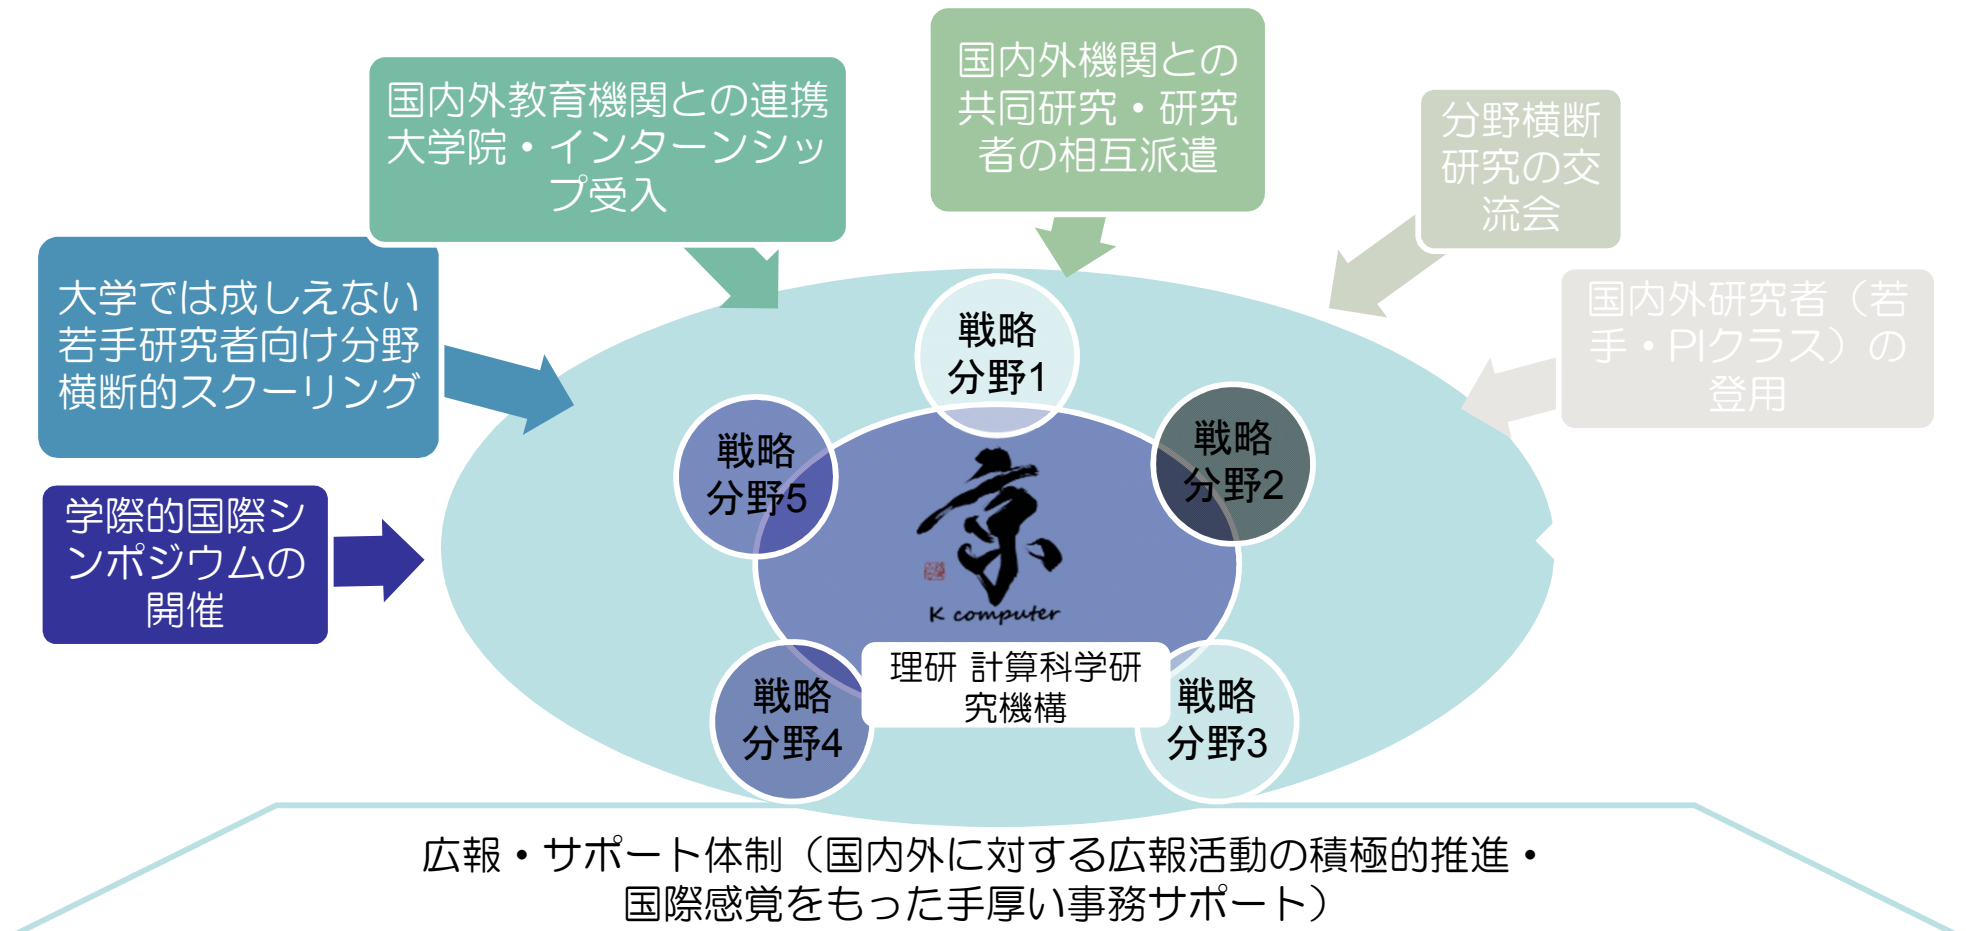 国内外機関との
共同研究・研究
者の相互派遣
国内外教育機関との連携
大学院・インターンシッ
プ受入
分野横断
研究の交
流会
大学では成しえない
若手研究者向け分野
横断的スクーリング
国内外研究者（若
手・PIクラス）の
登用
学際的国際シ
ンポジウムの
開催
戦略
分野1
戦略
分野2
戦略
分野5
京
K computer
理研 計算科学研
究機構
戦略
分野4
戦略
分野3
広報・サポート体制（国内外に対する広報活動の積極的推進・
国際感覚をもった手厚い事務サポート）